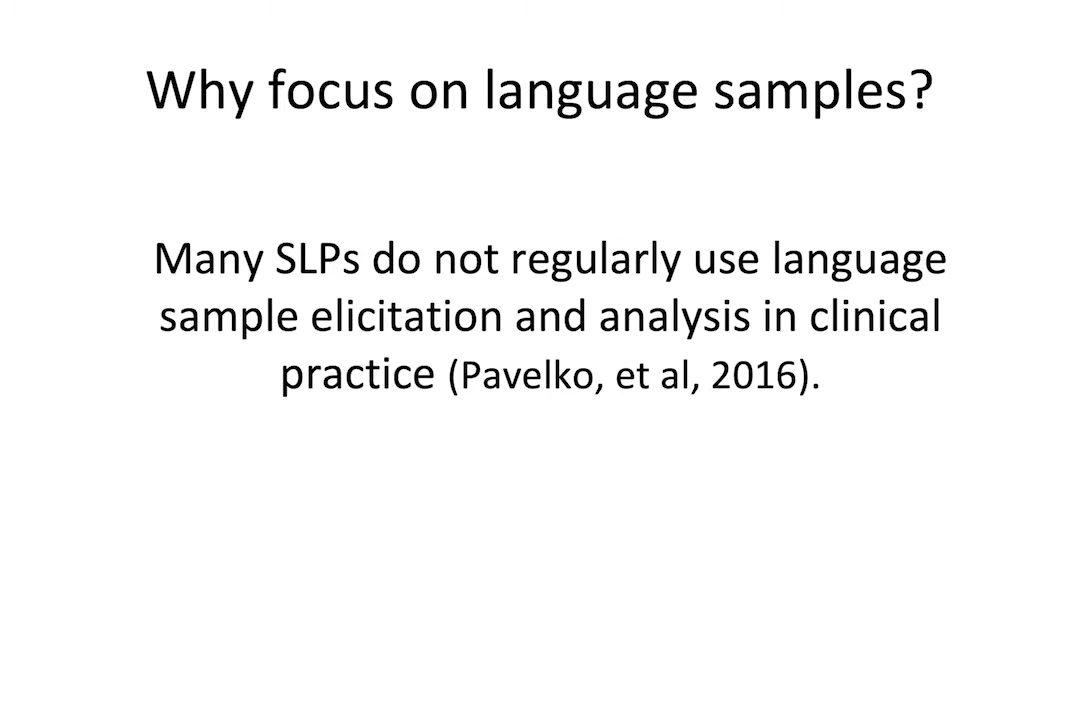 Why focus on language samples?
Many SLPs do not regularly use language
sample elicitation and analysis in clinical
practice (Pavelko, et al, 2016).